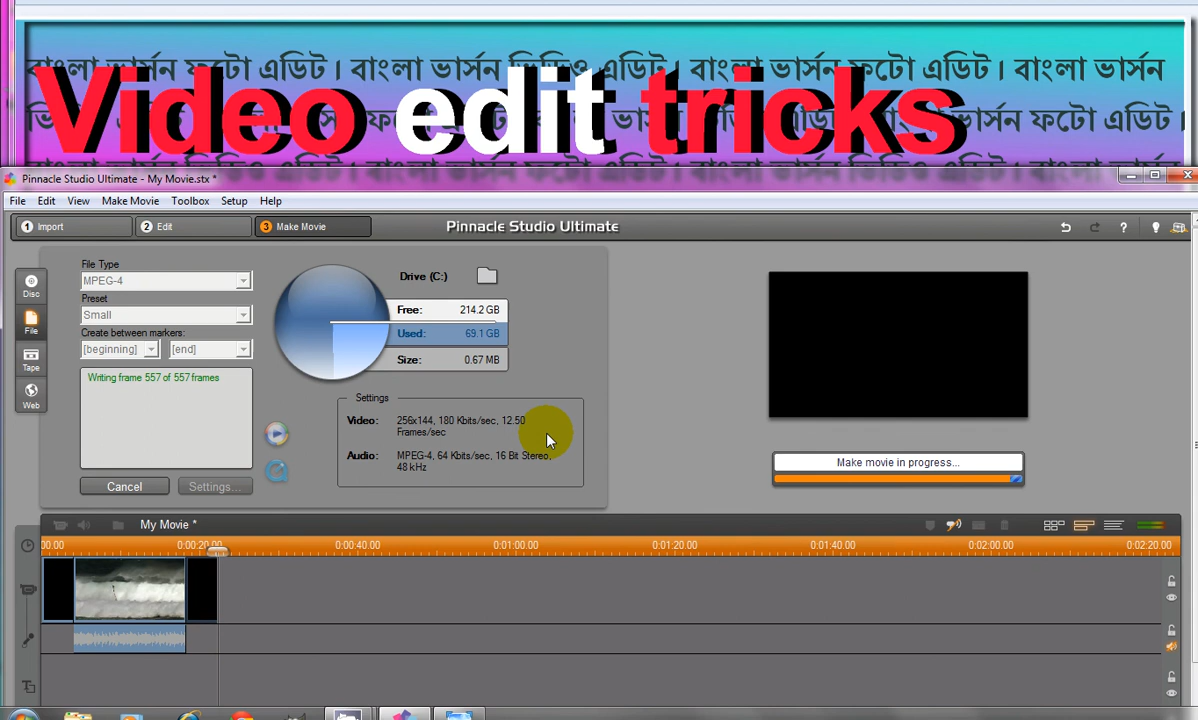 বাংলা ভার্সন ফটো এডিট। বাংলা ভার্সন ভিডিও এডিট। বাংলা ভার্সন ফটো এডিট। বাংলা ভার্সন
Video edit tricks
ভার্সন ফটো এডিট।
Pinnacle Studio Ultimate - My Movie.stx *
File Edit View Make Movie Toolbox Setup Help
1 Import 2 Edit 3 Make Movie Pinnacle Studio Ultimate ?
File Type
MPEG-4
Preset
Small
Create between markers:
[beginning] [end]
Writing frame 557 of 557 frames
Cancel Settings...
Disc
File
Tape
Web
Drive (C:)
Free: 214.2 GB
Used: 69.1 GB
Size: 0.67 MB
Settings
Video: 256x144, 180 Kbits/sec, 12.50
Frames/sec
Audio: MPEG-4, 64 Kbits/sec, 16 Bit Stereo,
48 kHz
Make movie in progress...
My Movie *
00.00 0:00:20.00 0:00:40.00 0:01:00.00 0:01:20.00 0:01:40.00 0:02:00.00 0:02:20.00